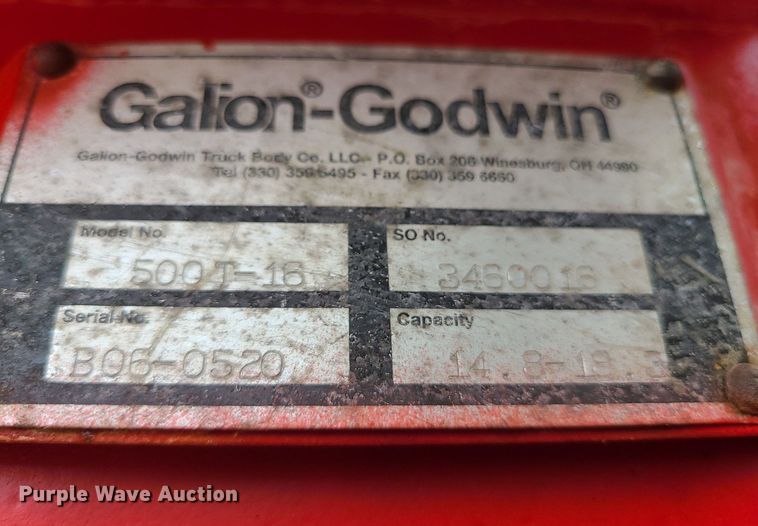 Galion®-Godwin®
Galion-Godwin Truck Body Co. LLC - P.O. Box 208 Winesburg, OH 44690
Tel (330) 359 5495 - Fax (330) 359 6660
Model No. SO No.
500T-16 3460016
Serial No. Capacity
B06-0520 14.8-18.3
Purple Wave Auction